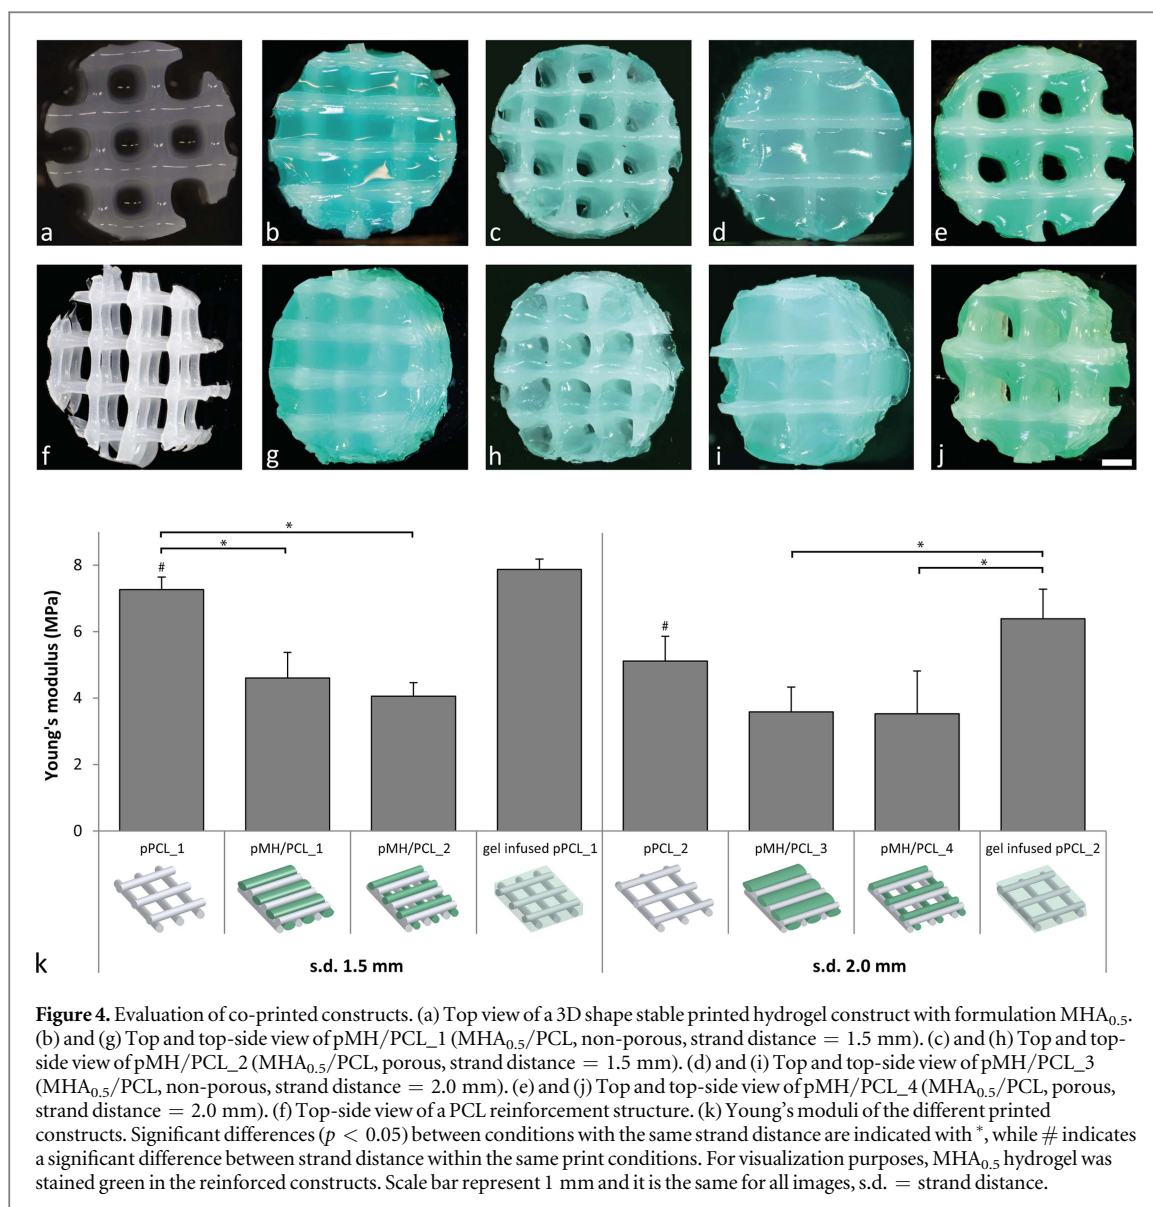 a
b
c
d
e
f
g
h
i
j
Young's modulus (MPa)
8
6
4
2
0
#
*
*
#
*
*
pPCL_1
pMH/PCL_1
pMH/PCL_2
gel infused pPCL_1
pPCL_2
pMH/PCL_3
pMH/PCL_4
gel infused pPCL_2
k
s.d. 1.5 mm
s.d. 2.0 mm
Figure 4. Evaluation of co-printed constructs. (a) Top view of a 3D shape stable printed hydrogel construct with formulation MHA0.5.
(b) and (g) Top and top-side view of pMH/PCL_1 (MHA0.5/PCL, non-porous, strand distance = 1.5 mm). (c) and (h) Top and top-
side view of pMH/PCL_2 (MHA0.5/PCL, porous, strand distance = 1.5 mm). (d) and (i) Top and top-side view of pMH/PCL_3
(MHA0.5/PCL, non-porous, strand distance = 2.0 mm). (e) and (j) Top and top-side view of pMH/PCL_4 (MHA0.5/PCL, porous,
strand distance = 2.0 mm). (f) Top-side view of a PCL reinforcement structure. (k) Young's moduli of the different printed
constructs. Significant differences (p < 0.05) between conditions with the same strand distance are indicated with *, while # indicates
a significant difference between strand distance within the same print conditions. For visualization purposes, MHA0.5 hydrogel was
stained green in the reinforced constructs. Scale bar represent 1 mm and it is the same for all images, s.d. = strand distance.